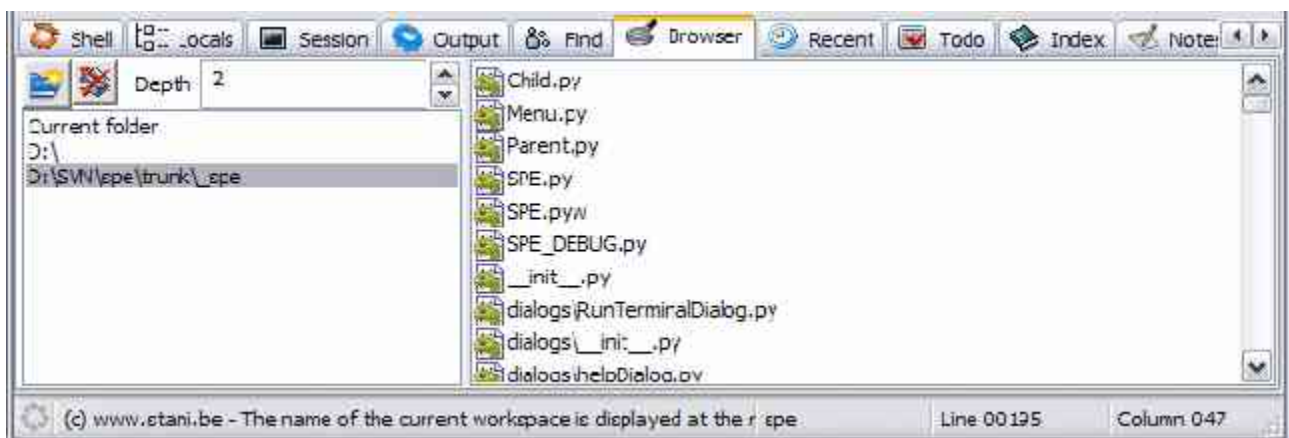 Shell Locals Session Output Find Browser Recent Todo Index Notes
Depth 2
Current folder
D:\
D:\SVN\spe\trunk\_spe
Child.py
Menu.py
Parent.py
SPE.py
SPE.pyw
SPE_DEBUG.py
__init__.py
dialogs\RunTerminalDialog.py
dialogs\__init__.py
dialogs\helpDialog.py
(c) www.stani.be - The name of the current workspace is displayed at the r spe Line 00195 Column 047